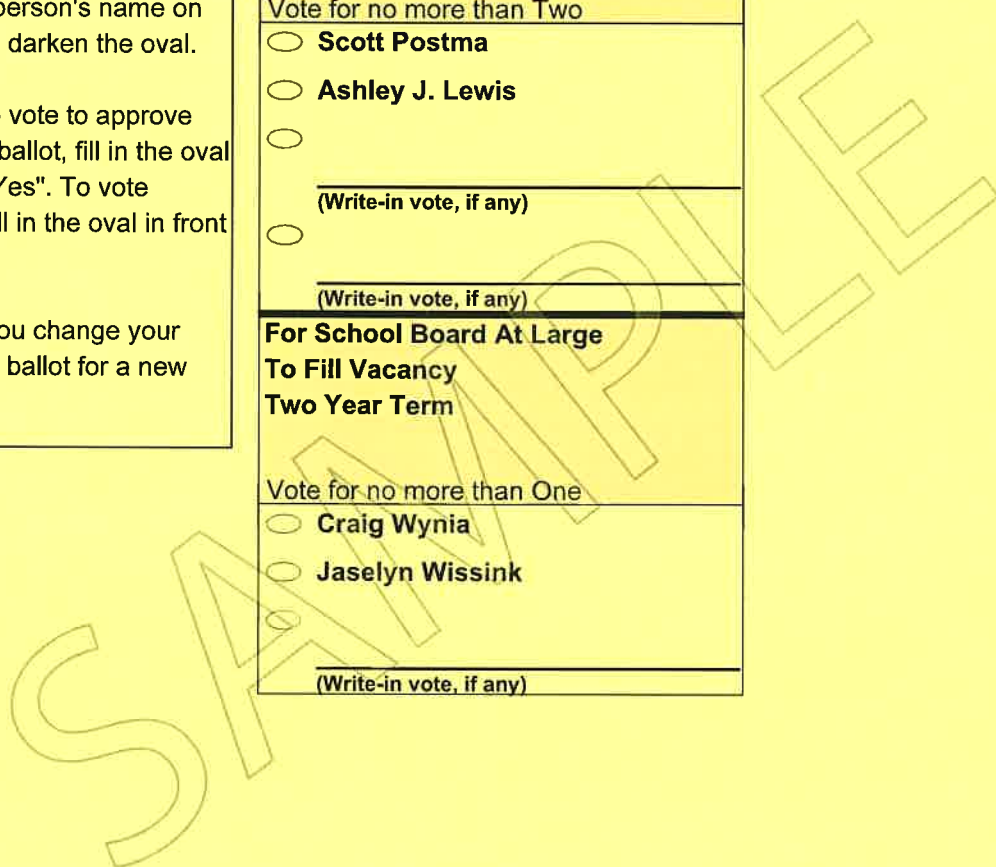 person's name on
darken the oval.
vote to approve
ballot, fill in the oval
Yes". To vote
ll in the oval in front
ou change your
ballot for a new
Vote for no more than Two
Scott Postma
Ashley J. Lewis
(Write-in vote, if any)
(Write-in vote, if any)
For School Board At Large
To Fill Vacancy
Two Year Term
Vote for no more than One
Craig Wynia
Jaselyn Wissink
(Write-in vote, if any)
SAMPLE